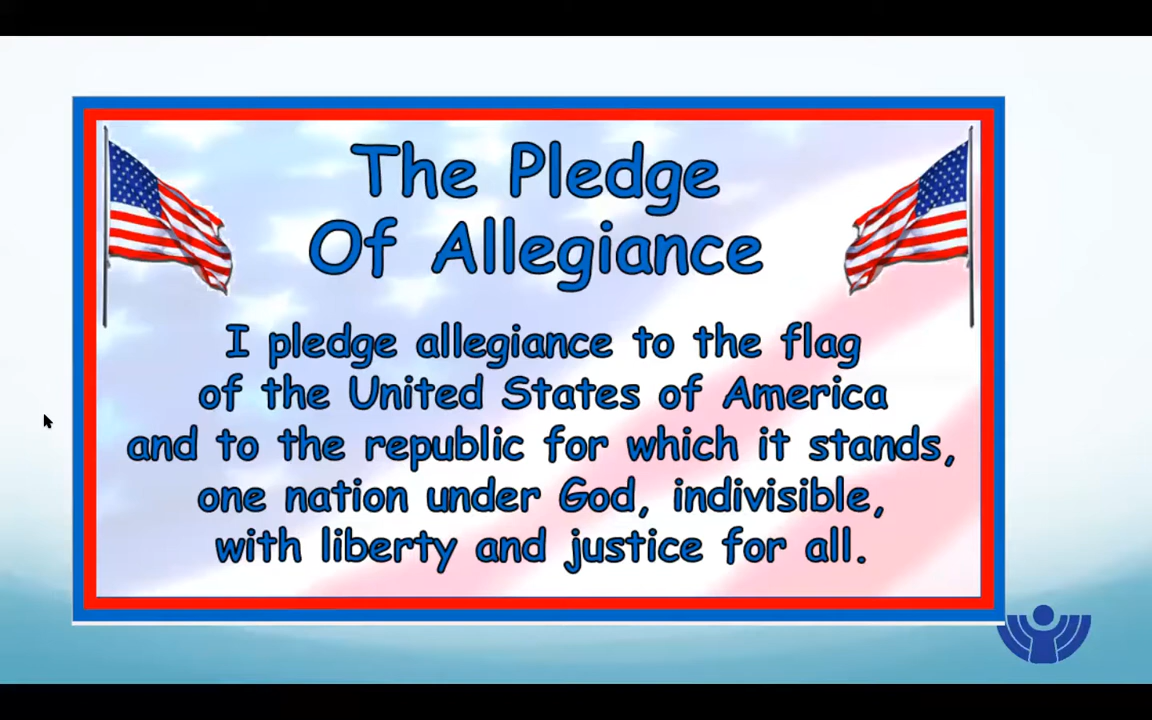 The Pledge
Of Allegiance
I pledge allegiance to the flag
of the United States of America
and to the republic for which it stands,
one nation under God, indivisible,
with liberty and justice for all.